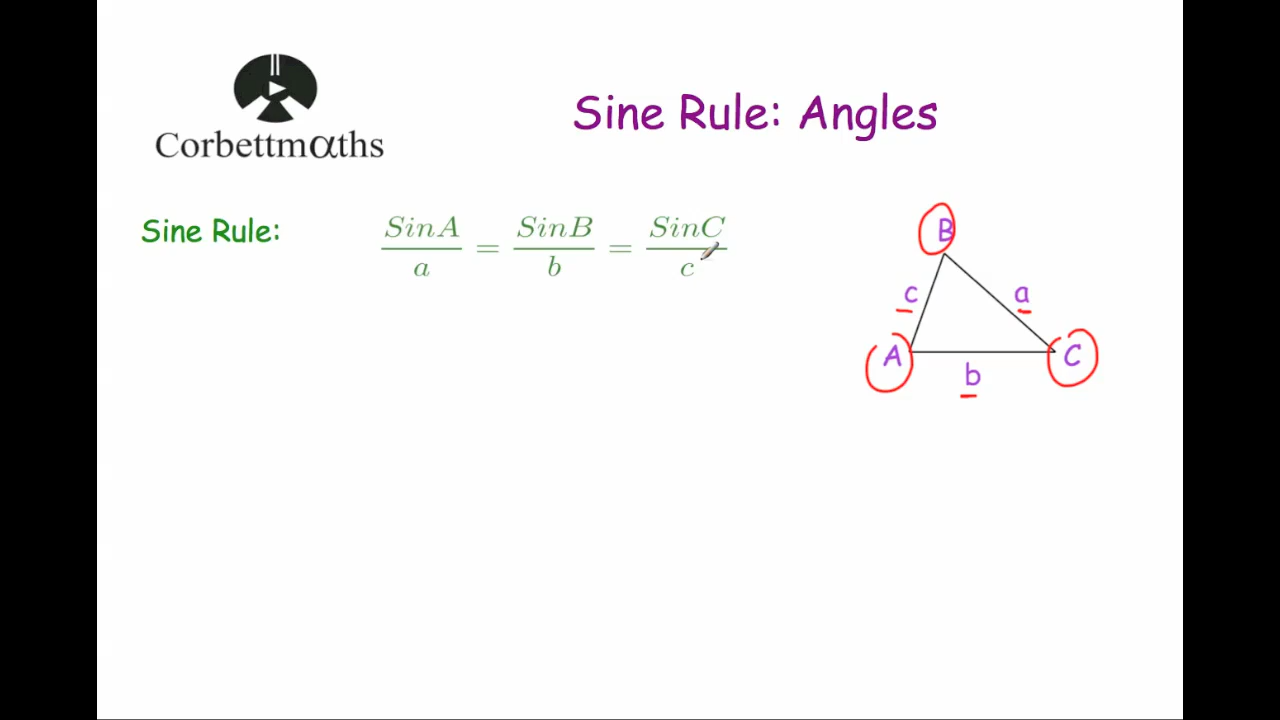 Corbettmαths
Sine Rule: Angles
Sine Rule:
SinA/a = SinB/b = SinC/c
B
c
a
A
C
b